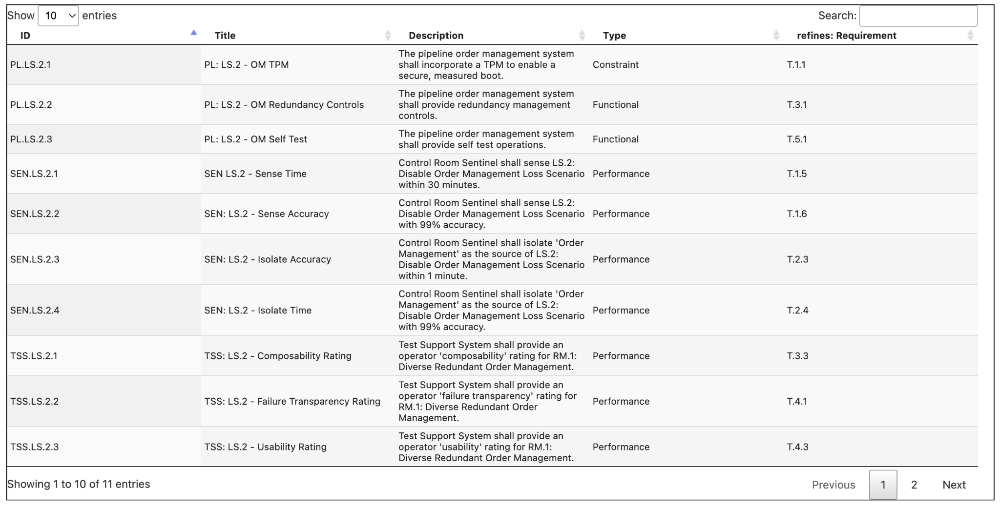 Show 10 entries Search:
ID Title Description Type refines: Requirement
PL.LS.2.1 PL: LS.2 - OM TPM The pipeline order management system
shall incorporate a TPM to enable a
secure, measured boot. Constraint T.1.1
PL.LS.2.2 PL: LS.2 - OM Redundancy Controls The pipeline order management system
shall provide redundancy management
controls. Functional T.3.1
PL.LS.2.3 PL: LS.2 - OM Self Test The pipeline order management system
shall provide self test operations. Functional T.5.1
SEN.LS.2.1 SEN LS.2 - Sense Time Control Room Sentinel shall sense LS.2:
Disable Order Management Loss Scenario
within 30 minutes. Performance T.1.5
SEN.LS.2.2 SEN: LS.2 - Sense Accuracy Control Room Sentinel shall sense LS.2:
Disable Order Management Loss Scenario
with 99% accuracy. Performance T.1.6
SEN.LS.2.3 SEN: LS.2 - Isolate Accuracy Control Room Sentinel shall isolate 'Order
Management' as the source of LS.2:
Disable Order Management Loss Scenario
within 1 minute. Performance T.2.3
SEN.LS.2.4 SEN: LS.2 - Isolate Time Control Room Sentinel shall isolate 'Order
Management' as the source of LS.2:
Disable Order Management Loss Scenario
with 99% accuracy. Performance T.2.4
TSS.LS.2.1 TSS: LS.2 - Composability Rating Test Support System shall provide an
operator 'composability' rating for RM.1:
Diverse Redundant Order Management. Performance T.3.3
TSS.LS.2.2 TSS: LS.2 - Failure Transparency Rating Test Support System shall provide an
operator 'failure transparency' rating for
RM.1: Diverse Redundant Order
Management. Performance T.4.1
TSS.LS.2.3 TSS: LS.2 - Usability Rating Test Support System shall provide an
operator 'usability' rating for RM.1:
Diverse Redundant Order Management. Performance T.4.3
Showing 1 to 10 of 11 entries Previous 1 2 Next